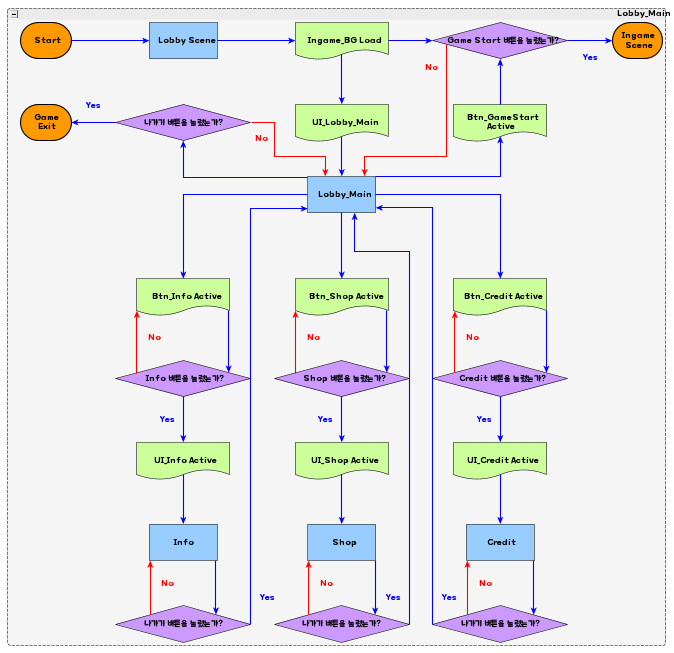 Lobby_Main
Start
Lobby Scene
Ingame_BG Load
Game Start 버튼을 눌렀는가?
Yes
Ingame
Scene
No
Game
Exit
Yes
나가기 버튼을 눌렀는가?
No
UI_Lobby_Main
Btn_GameStart
Active
Lobby_Main
Btn_Info Active
Btn_Shop Active
Btn_Credit Active
No
No
No
Info 버튼을 눌렀는가?
Shop 버튼을 눌렀는가?
Credit 버튼을 눌렀는가?
Yes
Yes
Yes
UI_Info Active
UI_Shop Active
UI_Credit Active
Info
Shop
Credit
No
No
No
Yes
Yes
Yes
나가기 버튼을 눌렀는가?
나가기 버튼을 눌렀는가?
나가기 버튼을 눌렀는가?